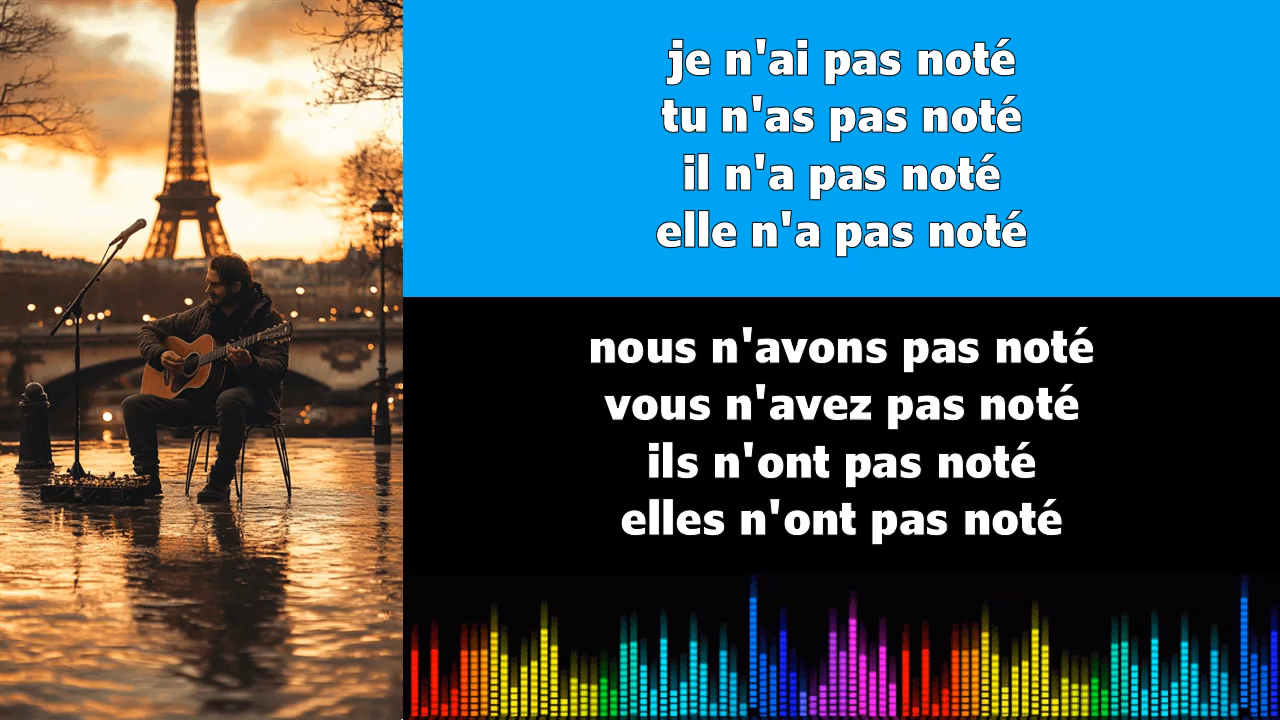 je n'ai pas noté
tu n'as pas noté
il n'a pas noté
elle n'a pas noté
nous n'avons pas noté
vous n'avez pas noté
ils n'ont pas noté
elles n'ont pas noté